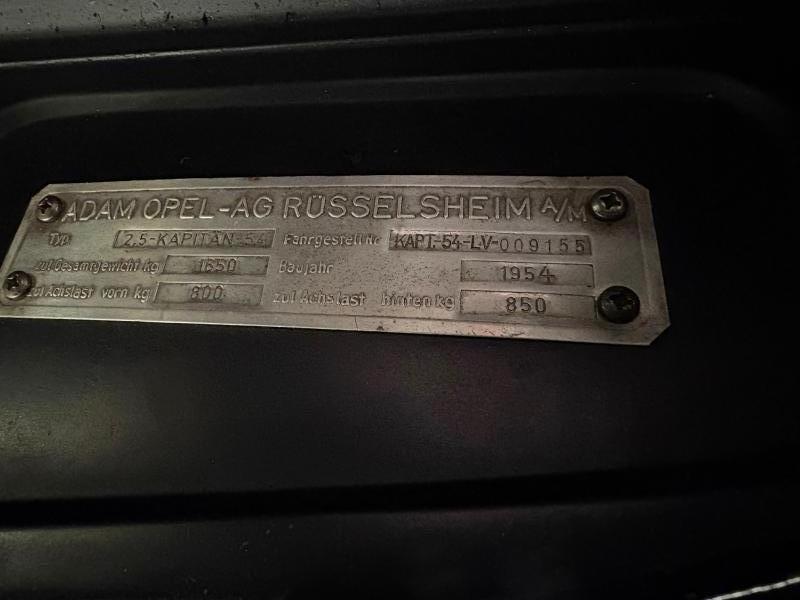 ADAM OPEL-AG RÜSSELSHEIM A/M
Typ 2,5-KAPITÄN-54 Fahrgestell Nr KAPT.-54-LV-009155
zul Gesamtgewicht kg 1650 Baujahr 1954
zul Achslast vorn kg 800 zul Achslast hinten kg 850